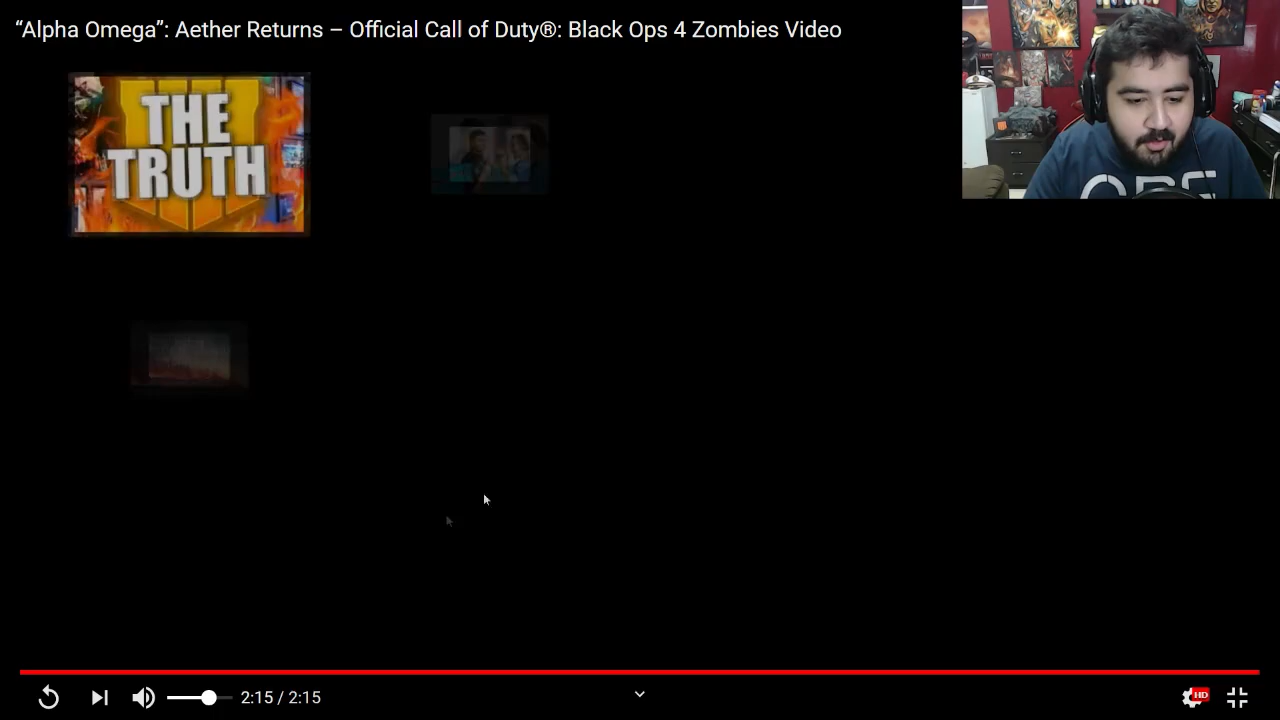 “Alpha Omega”: Aether Returns – Official Call of Duty®: Black Ops 4 Zombies Video
THE
TRUTH
2:15 / 2:15
HD